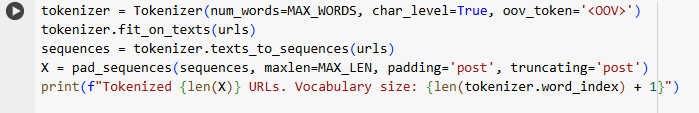 tokenizer = Tokenizer(num_words=MAX_WORDS, char_level=True, oov_token='<OOV>')
tokenizer.fit_on_texts(urls)
sequences = tokenizer.texts_to_sequences(urls)
X = pad_sequences(sequences, maxlen=MAX_LEN, padding='post', truncating='post')
print(f"Tokenized {len(X)} URLs. Vocabulary size: {len(tokenizer.word_index) + 1}")